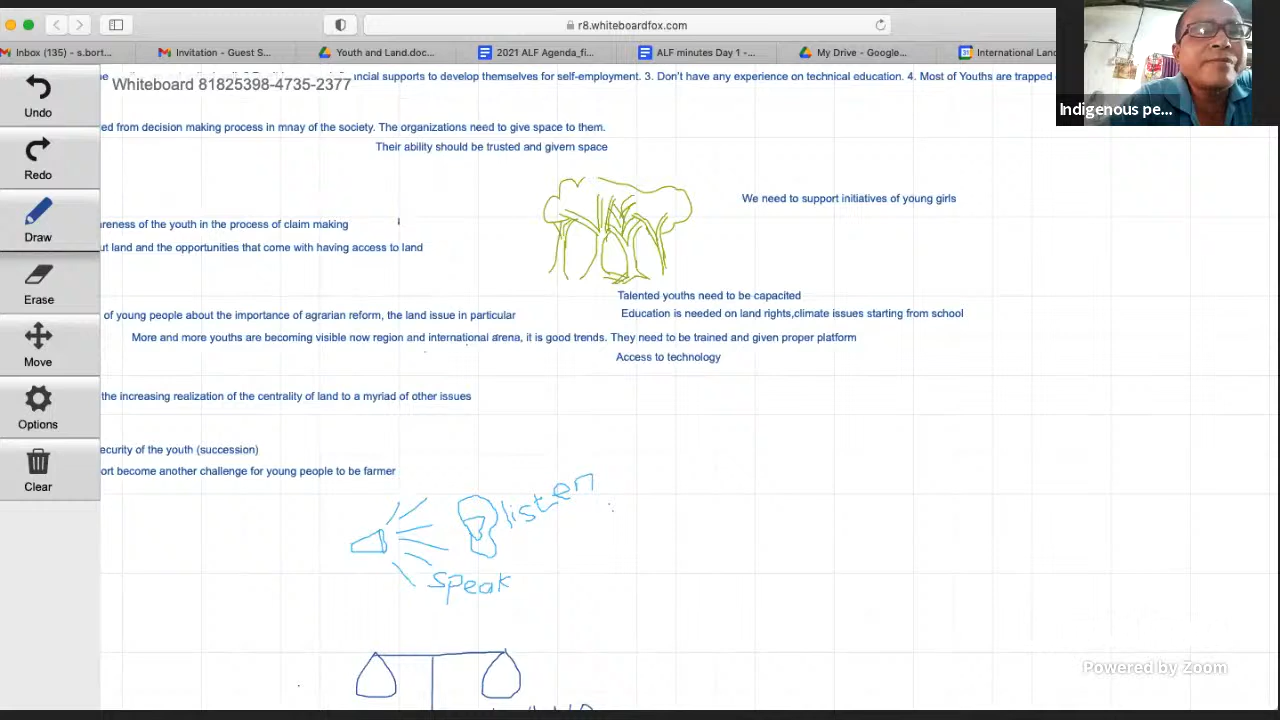 r8.whiteboardfox.com
Inbox (135) - s.bort...
Invitation - Guest S...
Youth and Land.doc...
2021 ALF Agenda_fi...
ALF minutes Day 1 -...
My Drive - Google...
International Lan
ncial supports to develop themselves for self-employment. 3. Don't have any experience on technical education. 4. Most of Youths are trapped
Whiteboard 81825398-4735-2377
Undo
Indigenous pe...
ed from decision making process in mnay of the society. The organizations need to give space to them.
Their ability should be trusted and givern space
Redo
We need to support initiatives of young girls
areness of the youth in the process of claim making
Draw
ut land and the opportunities that come with having access to land
Erase
Talented youths need to be capacited
of young people about the importance of agrarian reform, the land issue in particular
Education is needed on land rights,climate issues starting from school
More and more youths are becoming visible now region and international arena, it is good trends. They need to be trained and given proper platform
Access to technology
Move
the increasing realization of the centrality of land to a myriad of other issues
Options
ecurity of the youth (succession)
ort become another challenge for young people to be farmer
Clear
listen
speak
Powered by Zoom